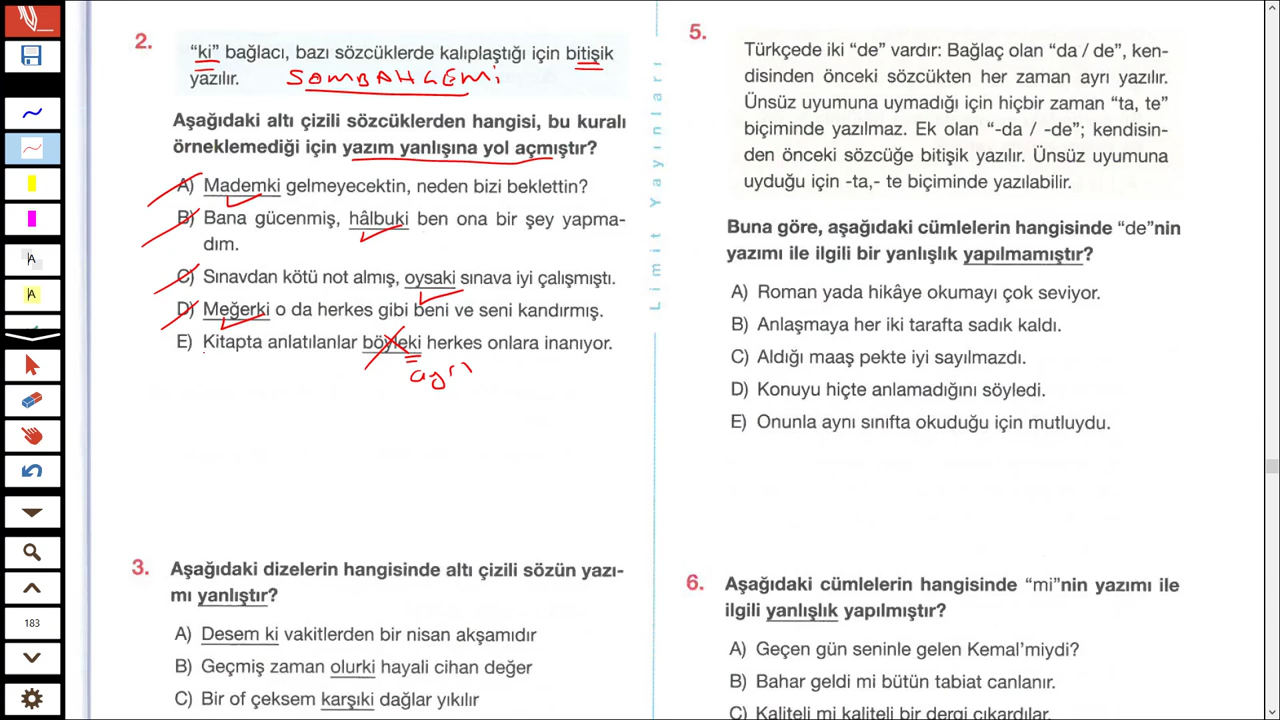 2.
“ki” bağlacı, bazı sözcüklerde kalıplaştığı için bitişik
yazılır. SOMBAHÇEMi
Aşağıdaki altı çizili sözcüklerden hangisi, bu kuralı
örneklemediği için yazım yanlışına yol açmıştır?
A) Mademki gelmeyecektin, neden bizi beklettin?
B) Bana gücenmiş, hâlbuki ben ona bir şey yapma-
dım.
C) Sınavdan kötü not almış, oysaki sınava iyi çalışmıştı.
D) Meğerki o da herkes gibi beni ve seni kandırmış.
E) Kitapta anlatılanlar böyleki herkes onlara inanıyor.
ayrı
3.
Aşağıdaki dizelerin hangisinde altı çizili sözün yazı-
mı yanlıştır?
A) Desem ki vakitlerden bir nisan akşamıdır
B) Geçmiş zaman olurki hayali cihan değer
C) Bir of çeksem karşıki dağlar yıkılır
Limit Yayınları
5.
Türkçede iki “de” vardır: Bağlaç olan “da / de”, ken-
disinden önceki sözcükten her zaman ayrı yazılır.
Ünsüz uyumuna uymadığı için hiçbir zaman “ta, te”
biçiminde yazılmaz. Ek olan “-da / -de”; kendisin-
den önceki sözcüğe bitişik yazılır. Ünsüz uyumuna
uyduğu için -ta,- te biçiminde yazılabilir.
Buna göre, aşağıdaki cümlelerin hangisinde “de”nin
yazımı ile ilgili bir yanlışlık yapılmamıştır?
A) Roman yada hikâye okumayı çok seviyor.
B) Anlaşmaya her iki tarafta sadık kaldı.
C) Aldığı maaş pekte iyi sayılmazdı.
D) Konuyu hiçte anlamadığını söyledi.
E) Onunla aynı sınıfta okuduğu için mutluydu.
6.
Aşağıdaki cümlelerin hangisinde “mi”nin yazımı ile
ilgili yanlışlık yapılmıştır?
A) Geçen gün seninle gelen Kemal’miydi?
B) Bahar geldi mi bütün tabiat canlanır.
C) Kaliteli mi kaliteli bir dergi çıkardılar.
A
A
183